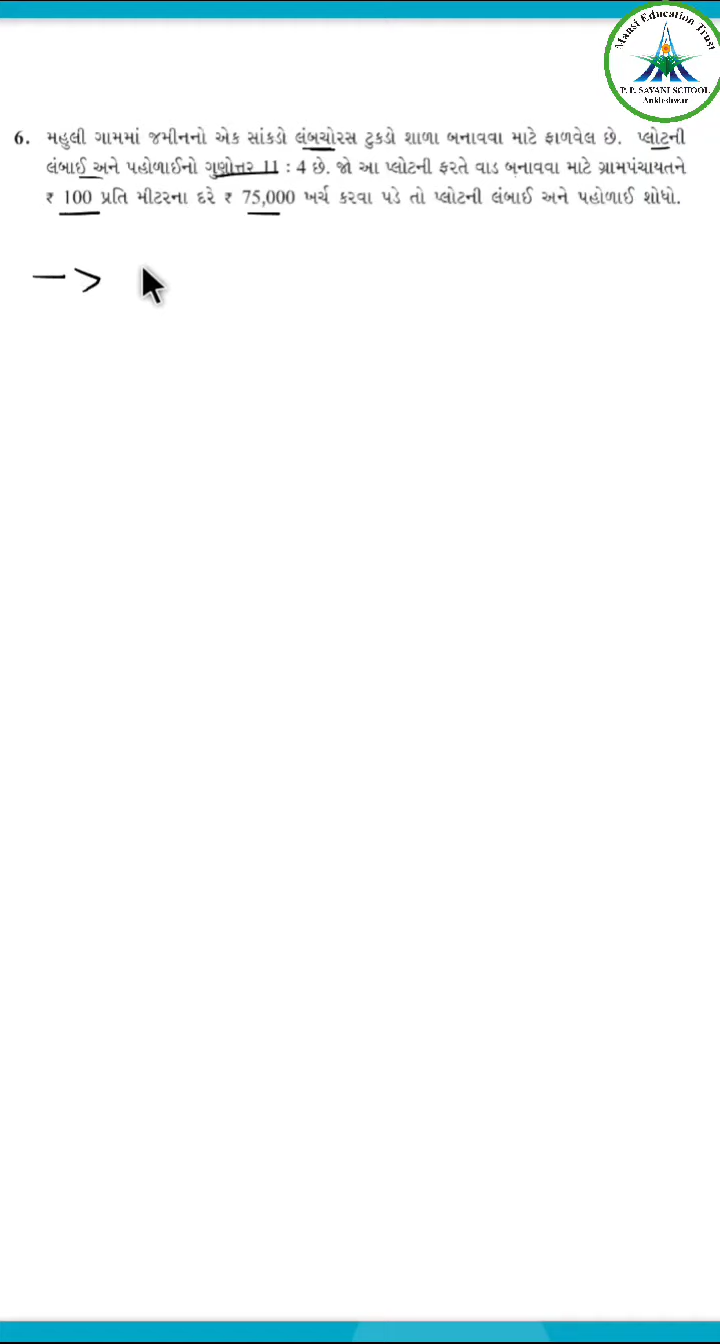 Mansi Education Trust
P. P. SAVANI SCHOOL
Ankleshwar
6. મહુલી ગામમાં જમીનનો એક સાંકડો લંબચોરસ ટુકડો શાળા બનાવવા માટે ફાળવેલ છે. પ્લોટની
લંબાઈ અને પહોળાઈનો ગુણોત્તર 11 : 4 છે. જો આ પ્લોટની ફરતે વાડ બનાવવા માટે ગ્રામપંચાયતને
₹ 100 પ્રતિ મીટરના દરે ₹ 75,000 ખર્ચ કરવા પડે તો પ્લોટની લંબાઈ અને પહોળાઈ શોધો.